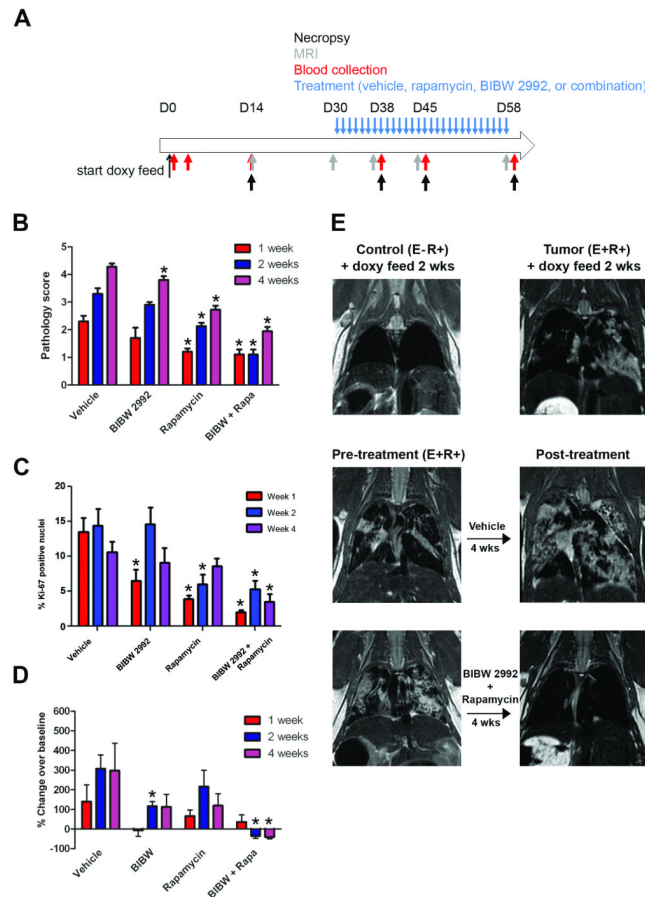 A
Necropsy
MRI
Blood collection
Treatment (vehicle, rapamycin, BIBW 2992, or combination)
D0 D14 D30 D38 D45 D58
start doxy feed
B
Pathology score
5
4
3
2
1
0
1 week
2 weeks
4 weeks
* * * * * * *
Vehicle
BIBW 2992
Rapamycin
BIBW + Rapa
C
% Ki-67 positive nuclei
20
15
10
5
0
Week 1
Week 2
Week 4
* * * * * *
Vehicle
BIBW 2992
Rapamycin
BIBW 2992 +
Rapamycin
D
% Change over baseline
600
500
400
300
200
100
0
-100
1 week
2 weeks
4 weeks
* * *
Vehicle
BIBW
Rapamycin
BIBW + Rapa
E
Control (E- R+)
+ doxy feed 2 wks
Tumor (E+R+)
+ doxy feed 2 wks
Pre-treatment (E+R+)
Post-treatment
Vehicle
4 wks
BIBW 2992
+
Rapamycin
4 wks